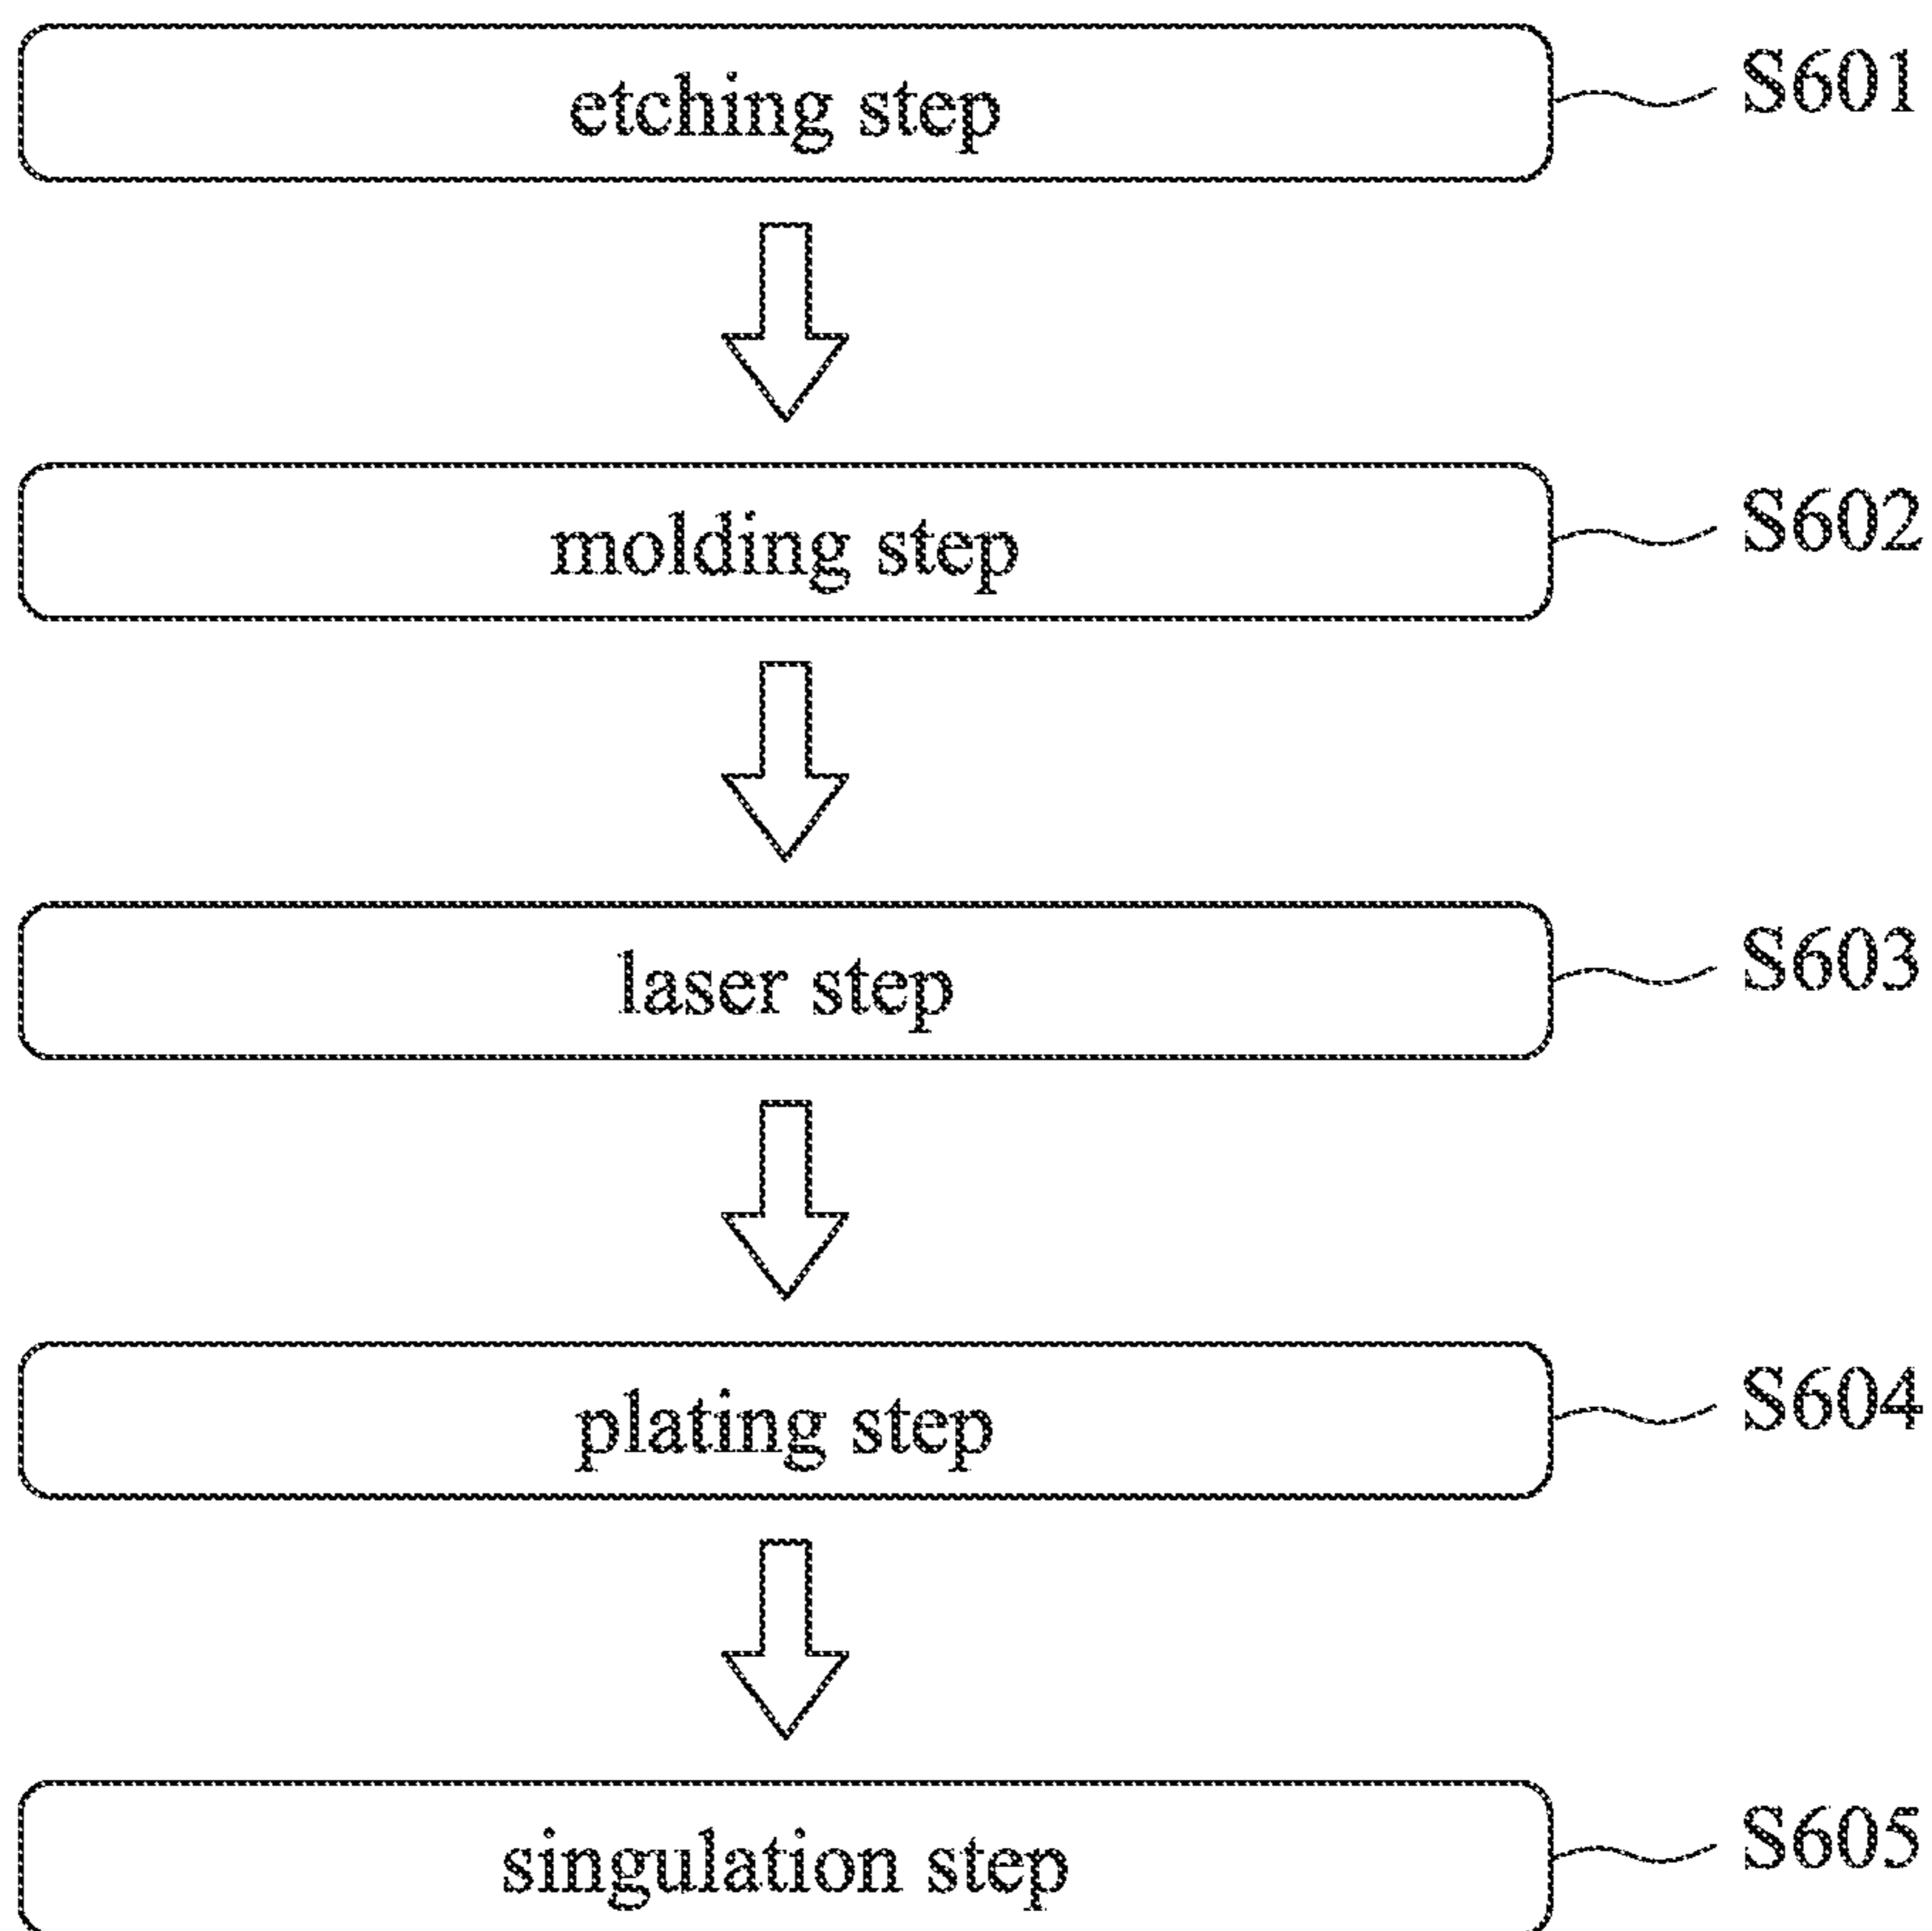 etching step S601
molding step S602
laser step S603
plating step S604
singulation step S605